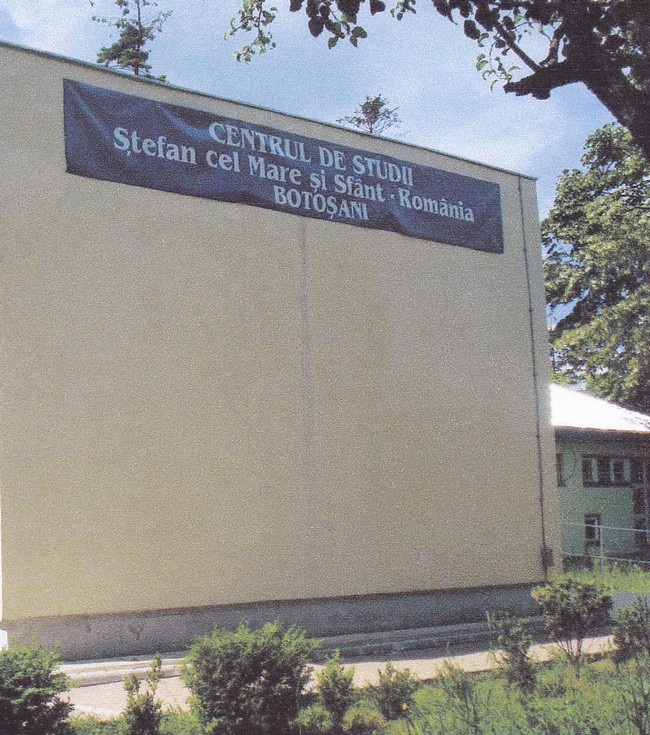 CENTRUL DE STUDII
Ștefan cel Mare și Sfânt - România
BOTOȘANI